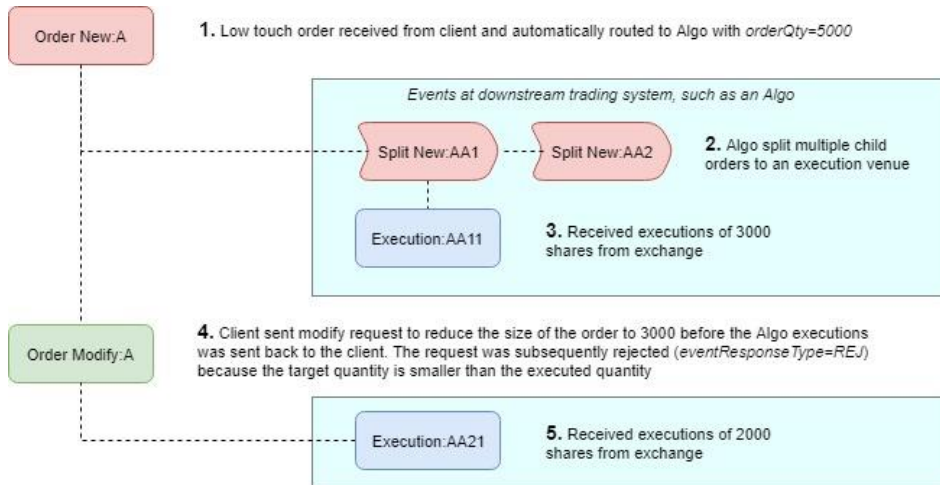 Order New:A
1. Low touch order received from client and automatically routed to Algo with orderQty=5000
Events at downstream trading system, such as an Algo
Split New:AA1
Split New:AA2
2. Algo split multiple child
orders to an execution venue
Execution:AA11
3. Received executions of 3000
shares from exchange
Order Modify:A
4. Client sent modify request to reduce the size of the order to 3000 before the Algo executions
was sent back to the client. The request was subsequently rejected (eventResponseType=REJ)
because the target quantity is smaller than the executed quantity
Execution:AA21
5. Received executions of 2000
shares from exchange